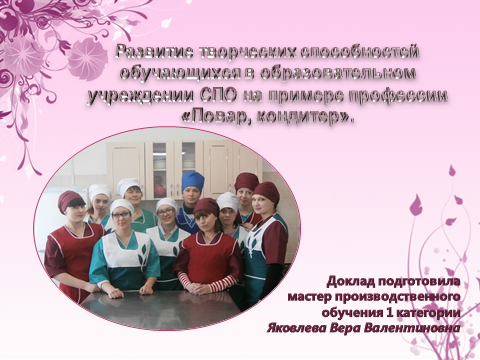 Развитие творческих способностей
обучающихся в образовательном
учреждении СПО на примере профессии
«Повар, кондитер».
Доклад подготовила
мастер производственного
обучения 1 категории
Яковлева Вера Валентиновна